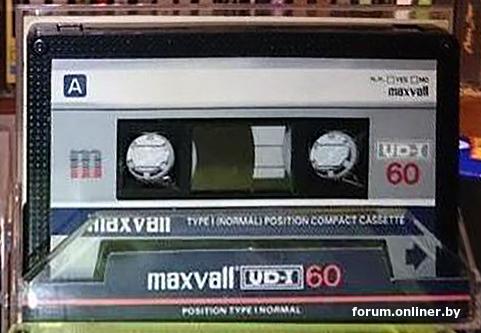 A
N.R. □YES □NO
maxvall
m
UD-I
60
maxvall TYPE I (NORMAL) POSITION COMPACT CASSETTE
maxvall UD-I 60
POSITION TYPE I NORMAL
forum.onliner.by